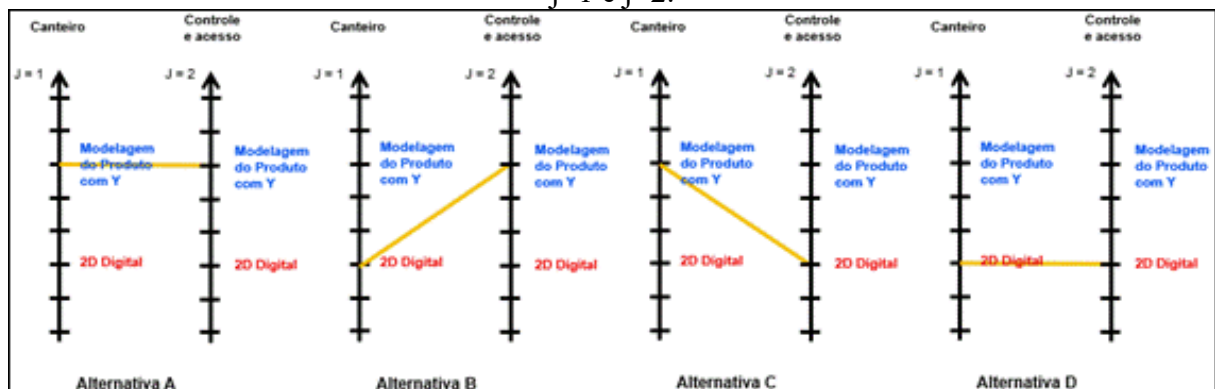 j=1 e j=2.
Canteiro
Controle
e acesso
Canteiro
Controle
e acesso
Canteiro
Controle
e acesso
Canteiro
Controle
e acesso
J = 1
J = 2
J = 1
J = 2
J = 1
J = 2
J = 1
J = 2
Modelagem
do Produto
com Y
Modelagem
do Produto
com Y
Modelagem
do Produto
com Y
Modelagem
do Produto
com Y
Modelagem
do Produto
com Y
Modelagem
do Produto
com Y
Modelagem
do Produto
com Y
Modelagem
do Produto
com Y
2D Digital
2D Digital
2D Digital
2D Digital
2D Digital
2D Digital
2D Digital
2D Digital
Alternativa A
Alternativa B
Alternativa C
Alternativa D